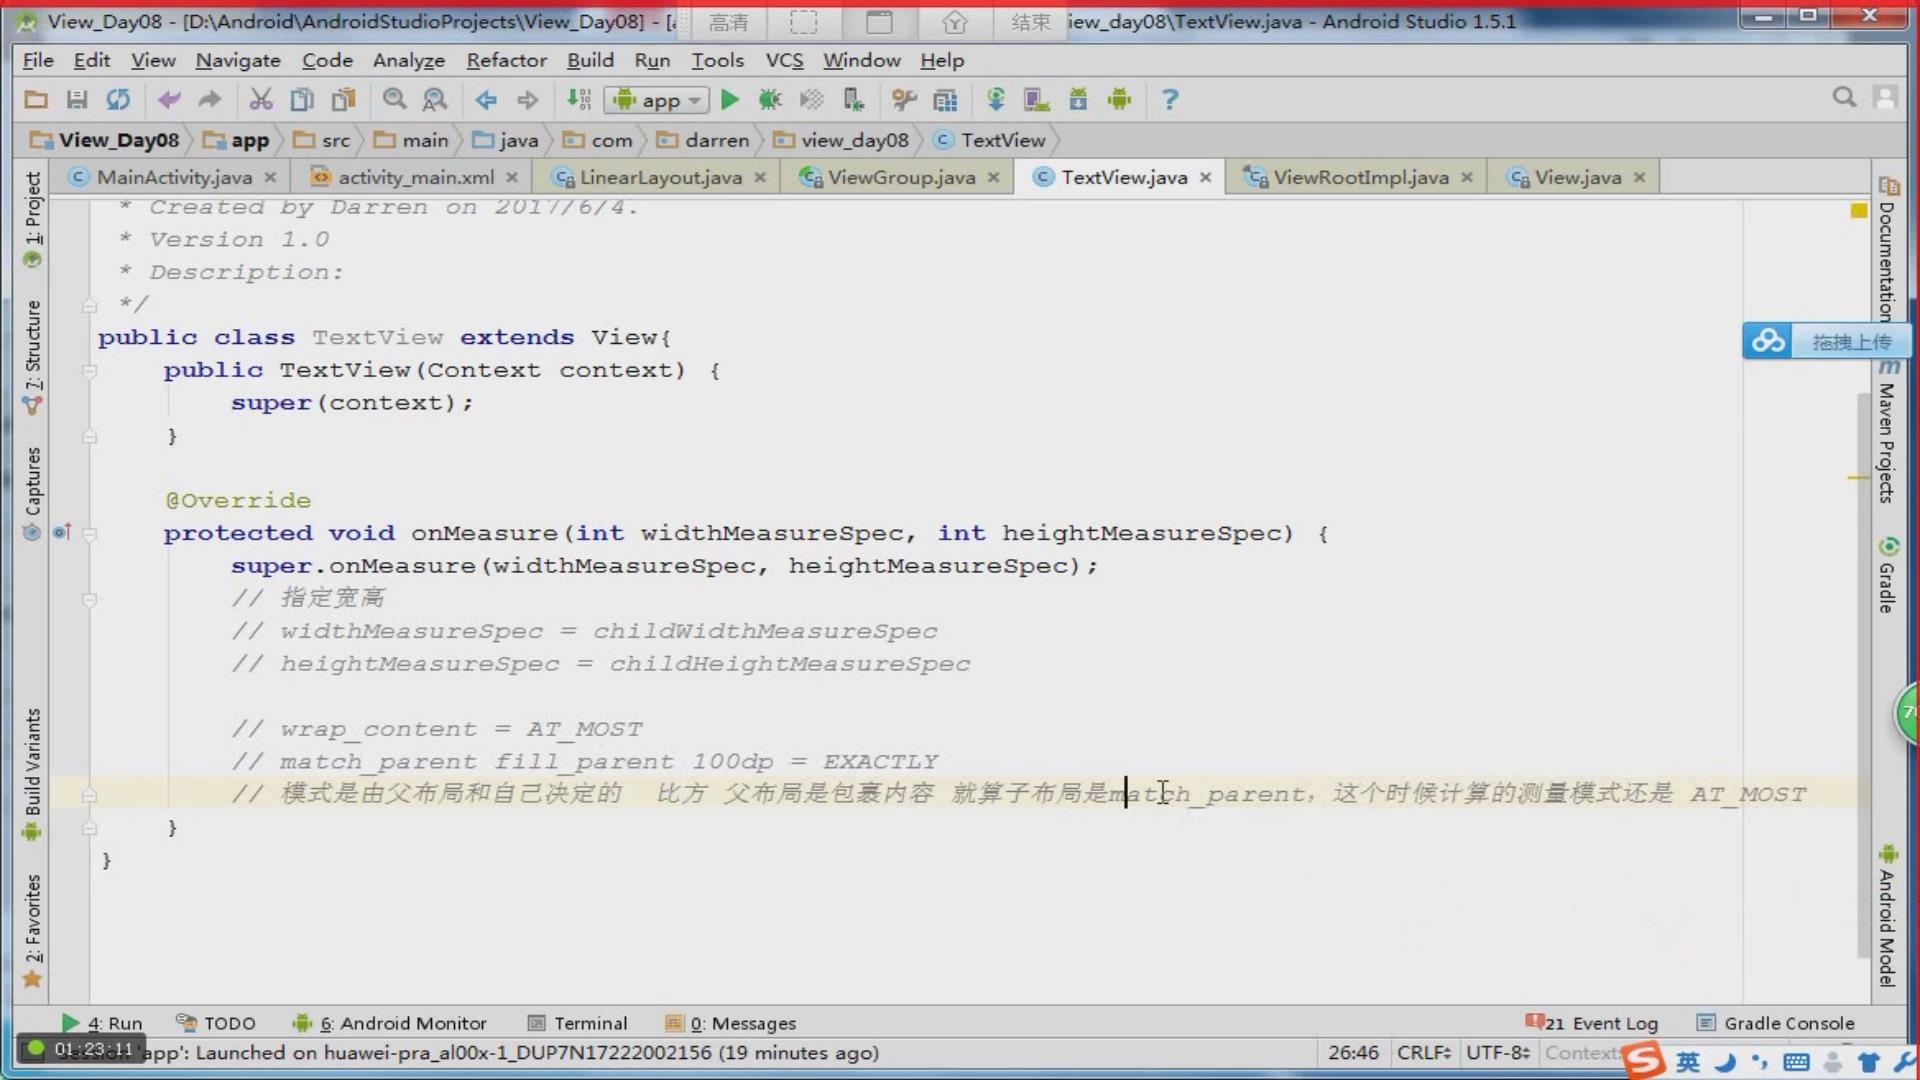 View_Day08 - [D:\Android\AndroidStudioProjects\View_Day08] - [
高清
结束
iew_day08\TextView.java - Android Studio 1.5.1
File Edit View Navigate Code Analyze Refactor Build Run Tools VCS Window Help
app
View_Day08 app src main java com darren view_day08 TextView
MainActivity.java activity_main.xml LinearLayout.java ViewGroup.java TextView.java ViewRootImpl.java View.java
1: Project
7: Structure
Captures
Build Variants
2: Favorites
* Created by Darren on 2017/6/4.
* Version 1.0
* Description:
*/
public class TextView extends View{
public TextView(Context context) {
super(context);
}
@Override
protected void onMeasure(int widthMeasureSpec, int heightMeasureSpec) {
super.onMeasure(widthMeasureSpec, heightMeasureSpec);
// 指定宽高
// widthMeasureSpec = childWidthMeasureSpec
// heightMeasureSpec = childHeightMeasureSpec
// wrap_content = AT_MOST
// match_parent fill_parent 100dp = EXACTLY
// 模式是由父布局和自己决定的 比方 父布局是包裹内容 就算子布局是match_parent，这个时候计算的测量模式还是 AT_MOST
}
}
Documentation
拖拽上传
m Maven Projects
Gradle
70
Android Model
4: Run TODO 6: Android Monitor Terminal 0: Messages
21 Event Log Gradle Console
01:23:11
'app': Launched on huawei-pra_al00x-1_DUP7N17222002156 (19 minutes ago)
26:46 CRLF UTF-8 Context
S 英